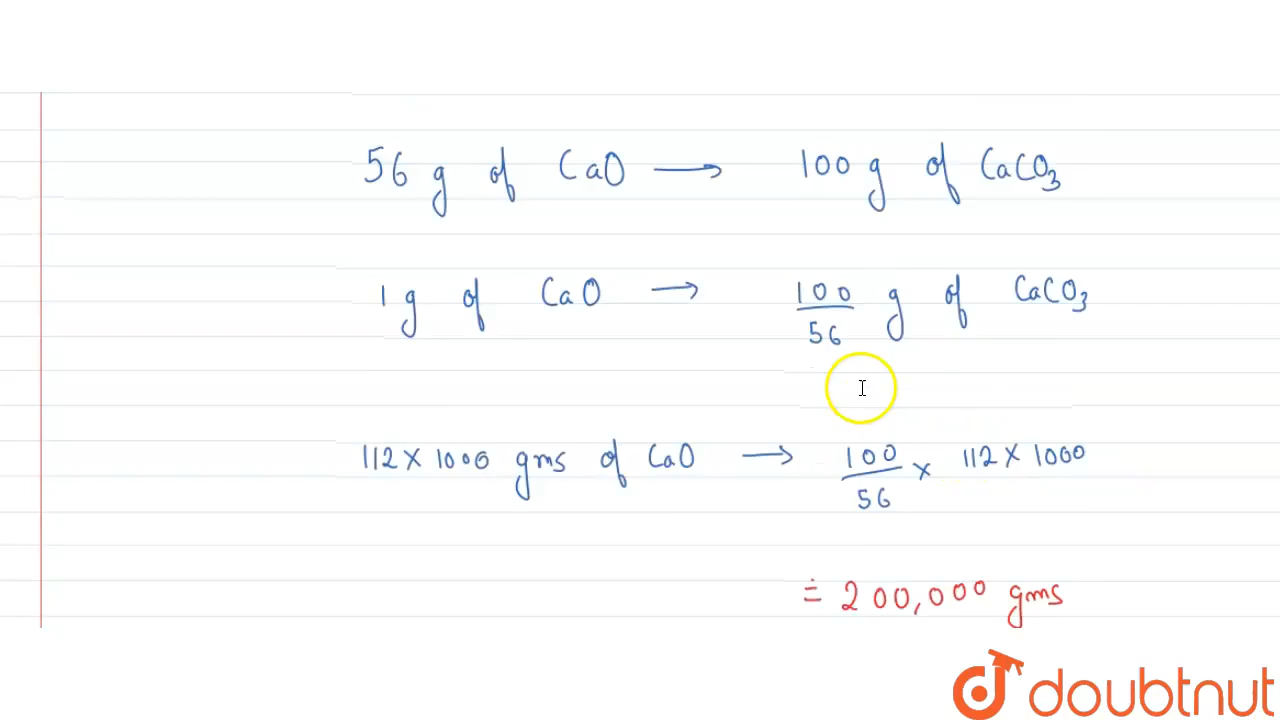 56 g of CaO → 100 g of CaCO₃
1 g of CaO → 100/56 g of CaCO₃
112 × 1000 gms of CaO → 100/56 × 112 × 1000
= 200,000 gms
doubtnut